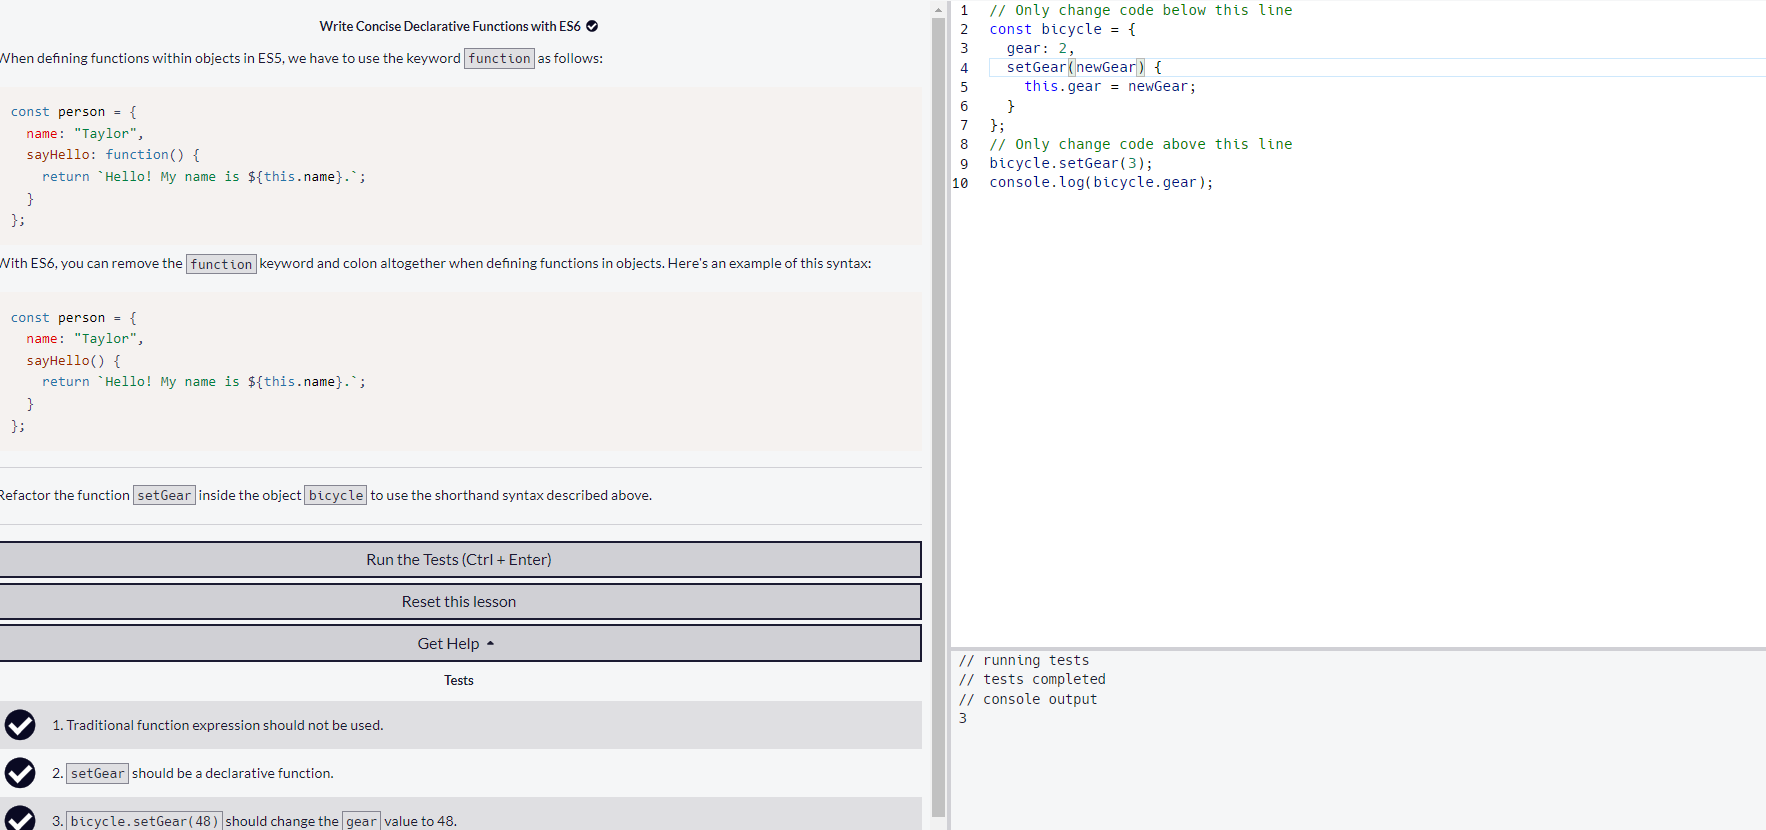 Write Concise Declarative Functions with ES6
When defining functions within objects in ES5, we have to use the keyword function as follows:
const person = {
  name: "Taylor",
  sayHello: function() {
    return `Hello! My name is ${this.name}.`;
  }
};
With ES6, you can remove the function keyword and colon altogether when defining functions in objects. Here's an example of this syntax:
const person = {
  name: "Taylor",
  sayHello() {
    return `Hello! My name is ${this.name}.`;
  }
};
Refactor the function setGear inside the object bicycle to use the shorthand syntax described above.
Run the Tests (Ctrl + Enter)
Reset this lesson
Get Help
Tests
1. Traditional function expression should not be used.
2. setGear should be a declarative function.
3. bicycle.setGear(48) should change the gear value to 48.
1 // Only change code below this line
2 const bicycle = {
3   gear: 2,
4   setGear(newGear) {
5     this.gear = newGear;
6   }
7 };
8 // Only change code above this line
9 bicycle.setGear(3);
10 console.log(bicycle.gear);
// running tests
// tests completed
// console output
3